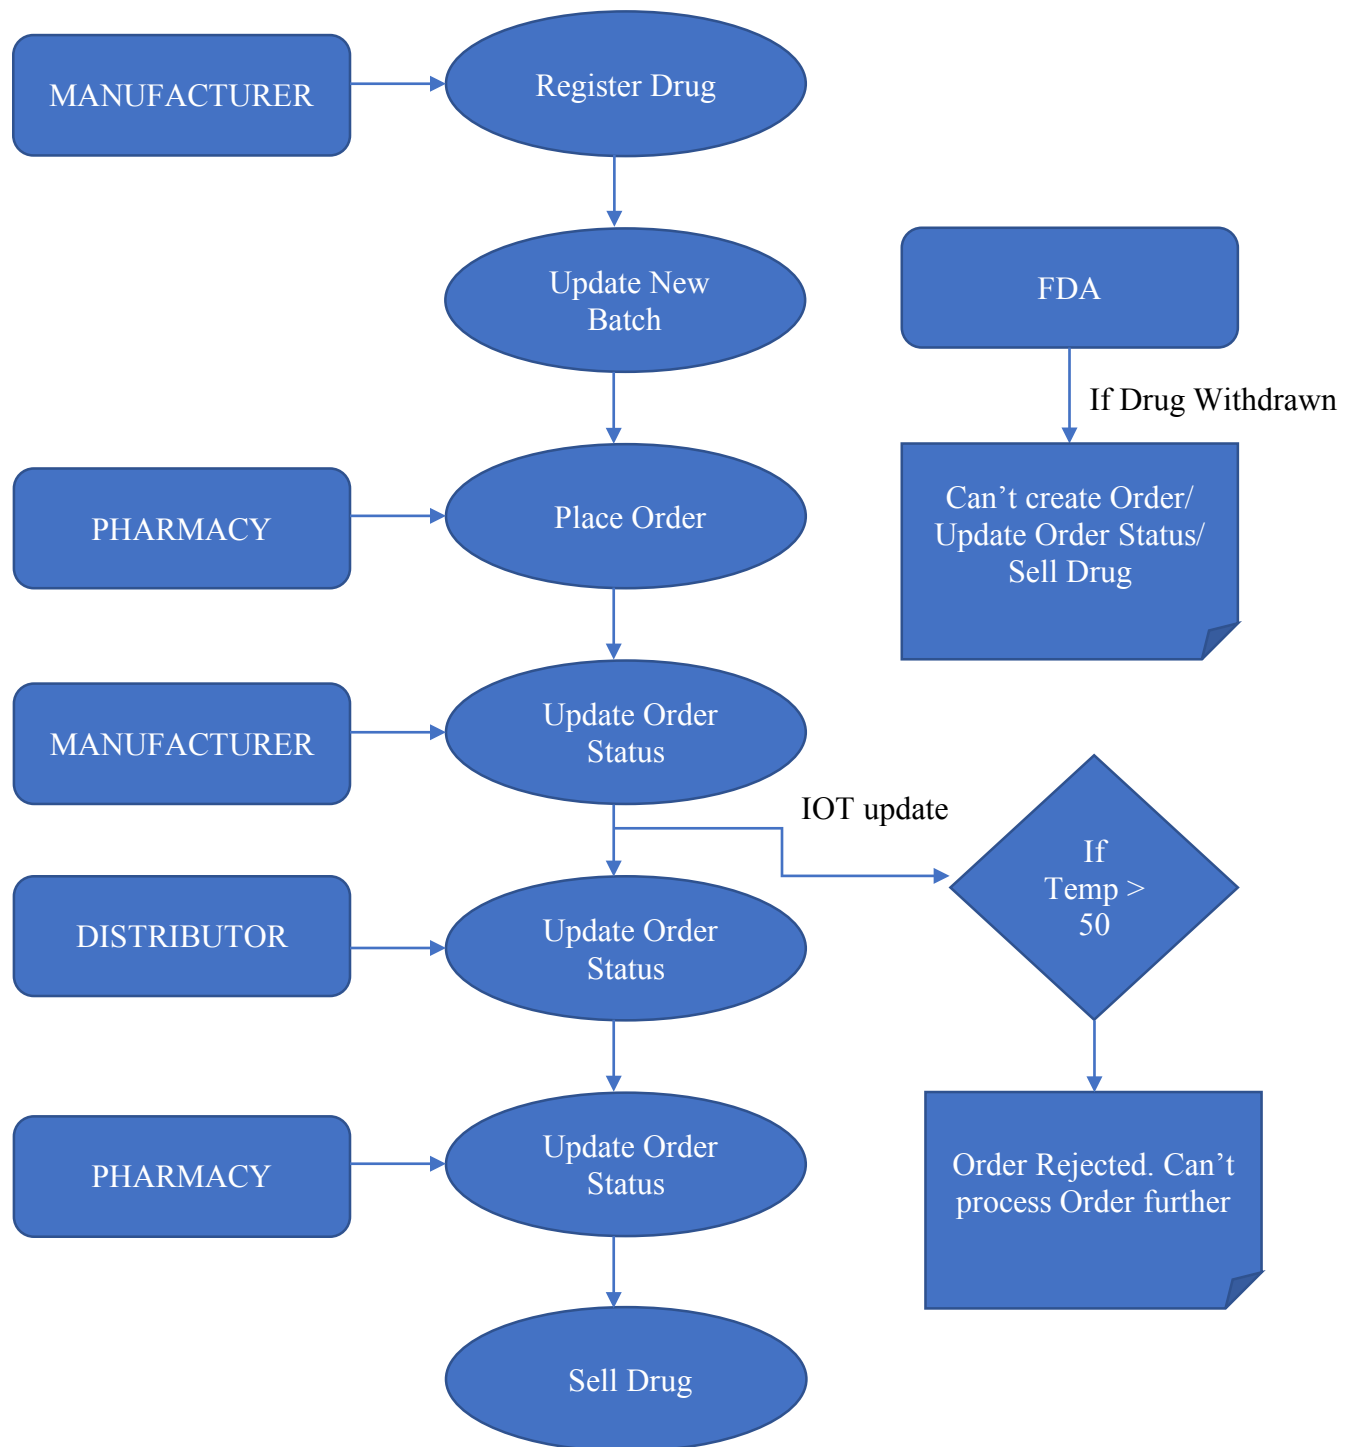 MANUFACTURER
Register Drug
Update New
Batch
FDA
If Drug Withdrawn
Can’t create Order/
Update Order Status/
Sell Drug
PHARMACY
Place Order
MANUFACTURER
Update Order
Status
IOT update
If
Temp >
50
DISTRIBUTOR
Update Order
Status
PHARMACY
Update Order
Status
Order Rejected. Can’t
process Order further
Sell Drug